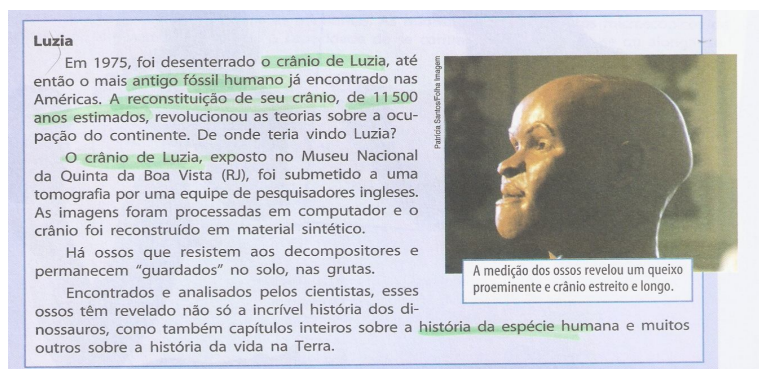 Luzia
Em 1975, foi desenterrado o crânio de Luzia, até
então o mais antigo fóssil humano já encontrado nas
Américas. A reconstituição de seu crânio, de 11 500
anos estimados, revolucionou as teorias sobre a ocu-
pação do continente. De onde teria vindo Luzia?
O crânio de Luzia, exposto no Museu Nacional
da Quinta da Boa Vista (RJ), foi submetido a uma
tomografia por uma equipe de pesquisadores ingleses.
As imagens foram processadas em computador e o
crânio foi reconstruído em material sintético.
Há ossos que resistem aos decompositores e
permanecem “guardados” no solo, nas grutas.
Encontrados e analisados pelos cientistas, esses
ossos têm revelado não só a incrível história dos di-
nossauros, como também capítulos inteiros sobre a história da espécie humana e muitos
outros sobre a história da vida na Terra.
Patrícia Santos/Folha Imagem
A medição dos ossos revelou um queixo
proeminente e crânio estreito e longo.